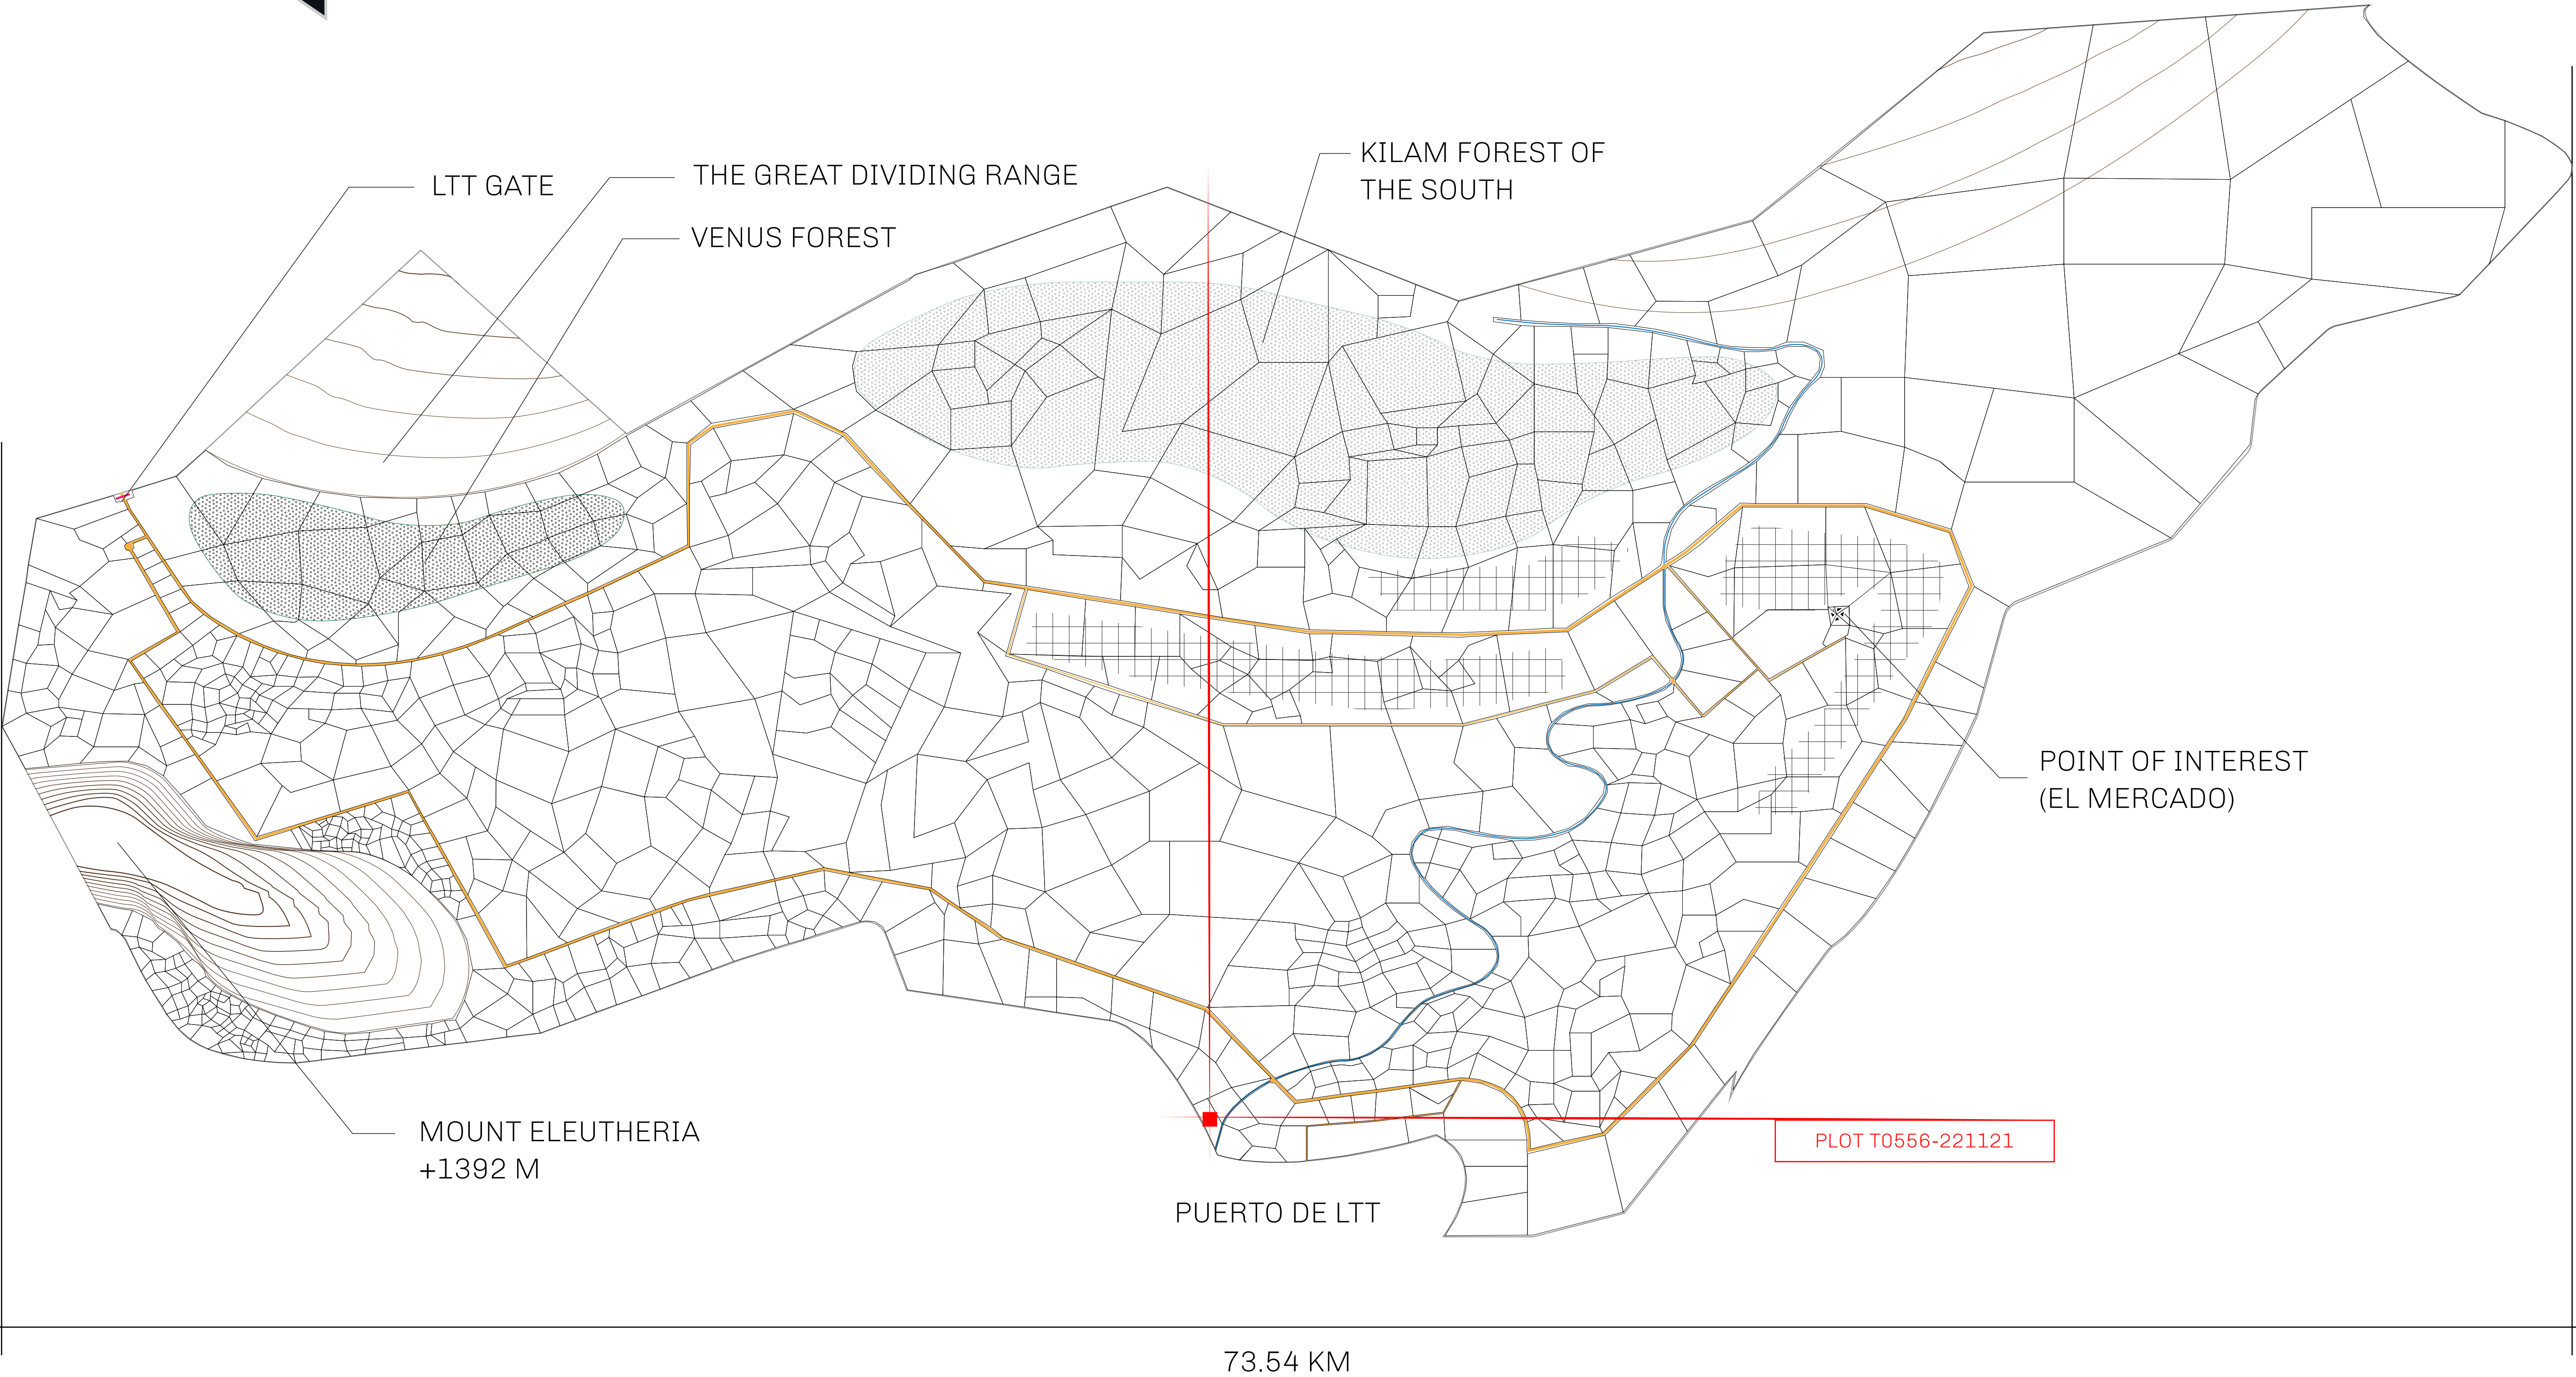 KILAM FOREST OF
THE SOUTH
THE GREAT DIVIDING RANGE
LTT GATE
VENUS FOREST
POINT OF INTEREST
(EL MERCADO)
MOUNT ELEUTHERIA
+1392 M
PLOT T0556-221121
PUERTO DE LTT
73.54 KM